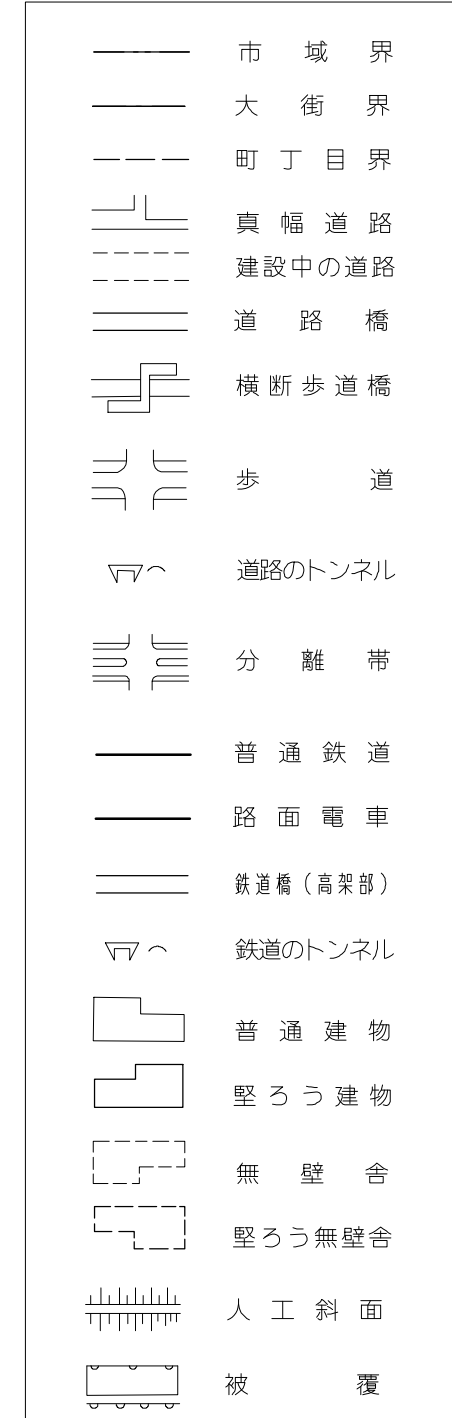 市域界
大街界
町丁目界
真幅道路
建設中の道路
道路橋
横断歩道橋
歩道
道路のトンネル
分離帯
普通鉄道
路面電車
鉄道橋(高架部)
鉄道のトンネル
普通建物
堅ろう建物
無壁舎
堅ろう無壁舎
人工斜面
被覆